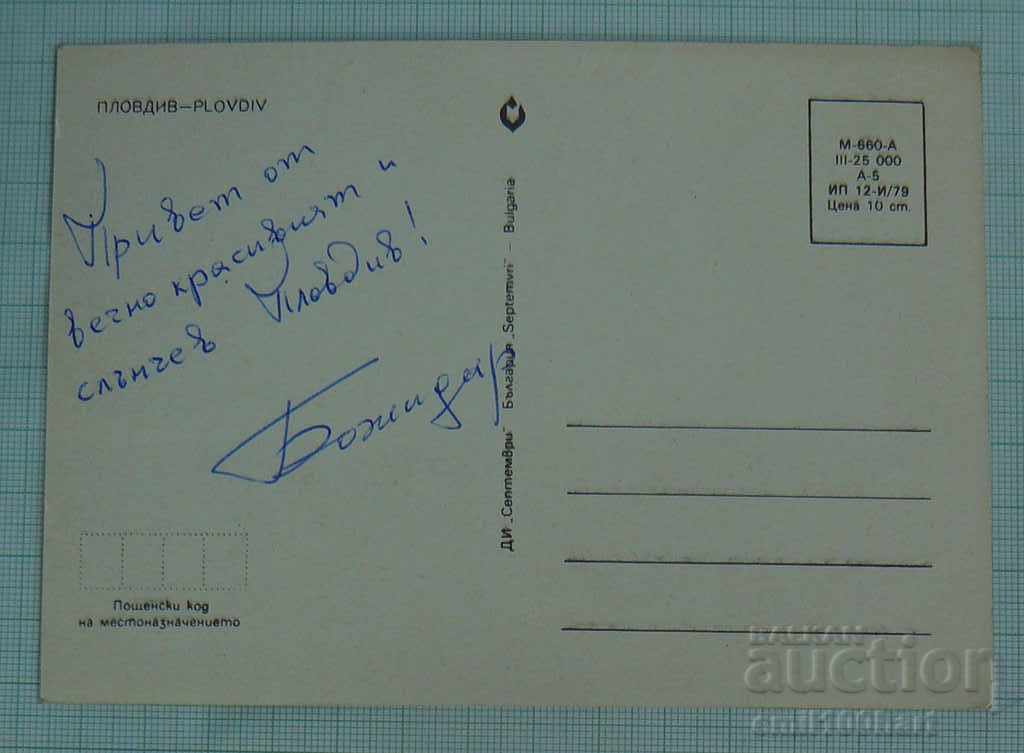 ПЛОВДИВ—PLOVDIV
Привет от
вечно красивият и
слънчев Пловдив!
Божидар
Пощенски код
на местоназначението
ДИ „Септември" България „Septemvri" — Bulgaria
М-660-А
III-25 000
А-5
ИП 12-И/79
Цена 10 ст.
BALKAN
auction
emil100hari